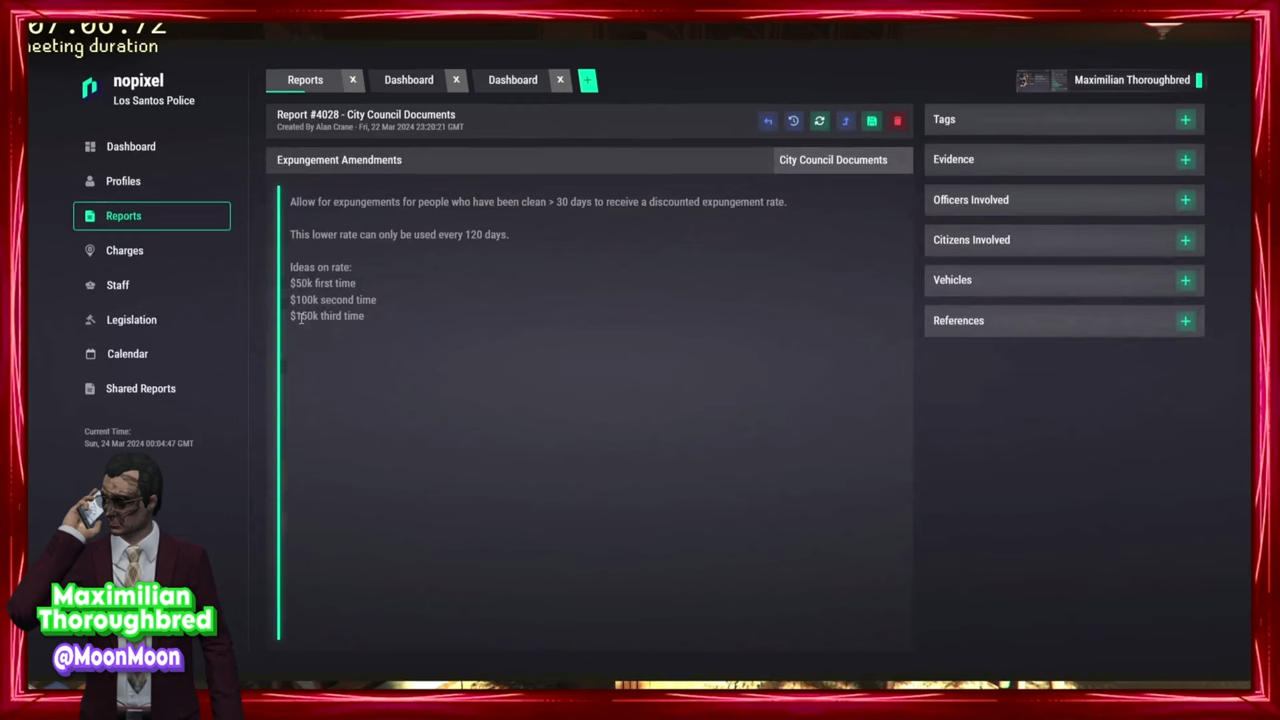 07:06:72
meeting duration
nopixel
Los Santos Police
Dashboard
Profiles
Reports
Charges
Staff
Legislation
Calendar
Shared Reports
Current Time:
Sun, 24 Mar 2024 00:04:47 GMT
Reports x Dashboard x Dashboard x +
Maximilian Thoroughbred
Report #4028 - City Council Documents
Created By Alan Crane · Fri, 22 Mar 2024 23:20:21 GMT
Expungement Amendments
City Council Documents
Allow for expungements for people who have been clean > 30 days to receive a discounted expungement rate.
This lower rate can only be used every 120 days.
Ideas on rate:
$50k first time
$100k second time
$150k third time
Tags +
Evidence +
Officers Involved +
Citizens Involved +
Vehicles +
References +
Maximilian
Thoroughbred
@MoonMoon